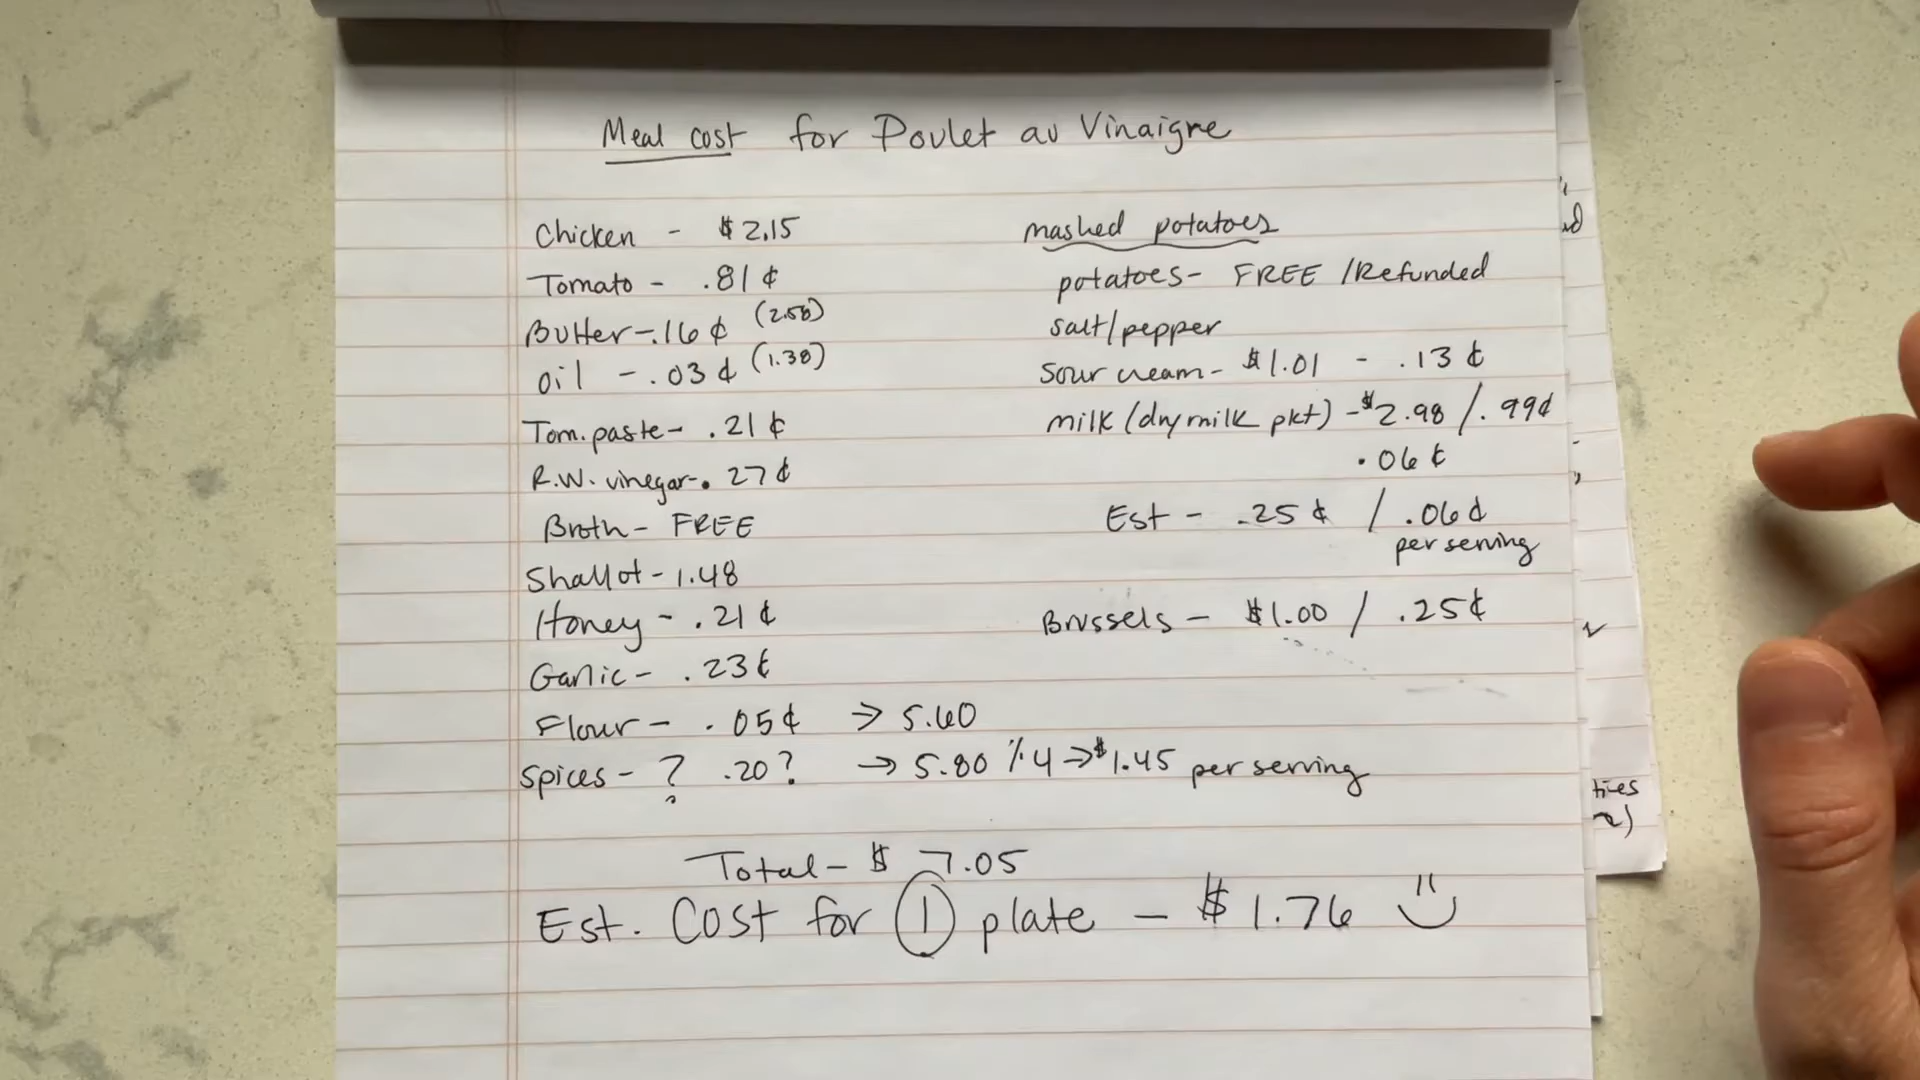 Meal cost for Poulet au Vinaigre
Chicken - $2.15
Tomato - .81¢
Butter - .16¢ (2.50)
oil - .03¢ (1.38)
Tom. paste - .21¢
R.W. vinegar - .27¢
Broth - FREE
Shallot - 1.48
Honey - .21¢
Garlic - .23¢
Flour - .05¢ → 5.60
Spices - ? .20? → 5.80 ⁒ 4 → $1.45 per serving
mashed potatoes
potatoes - FREE /Refunded
salt/pepper
Sour cream - $1.01 - .13¢
milk (dry milk pkt) - $2.98 / .99¢
.06¢
Est - .25¢ / .06¢
per serving
Brussels - $1.00 / .25¢
Total - $ 7.05
Est. Cost for 1 plate - $1.76